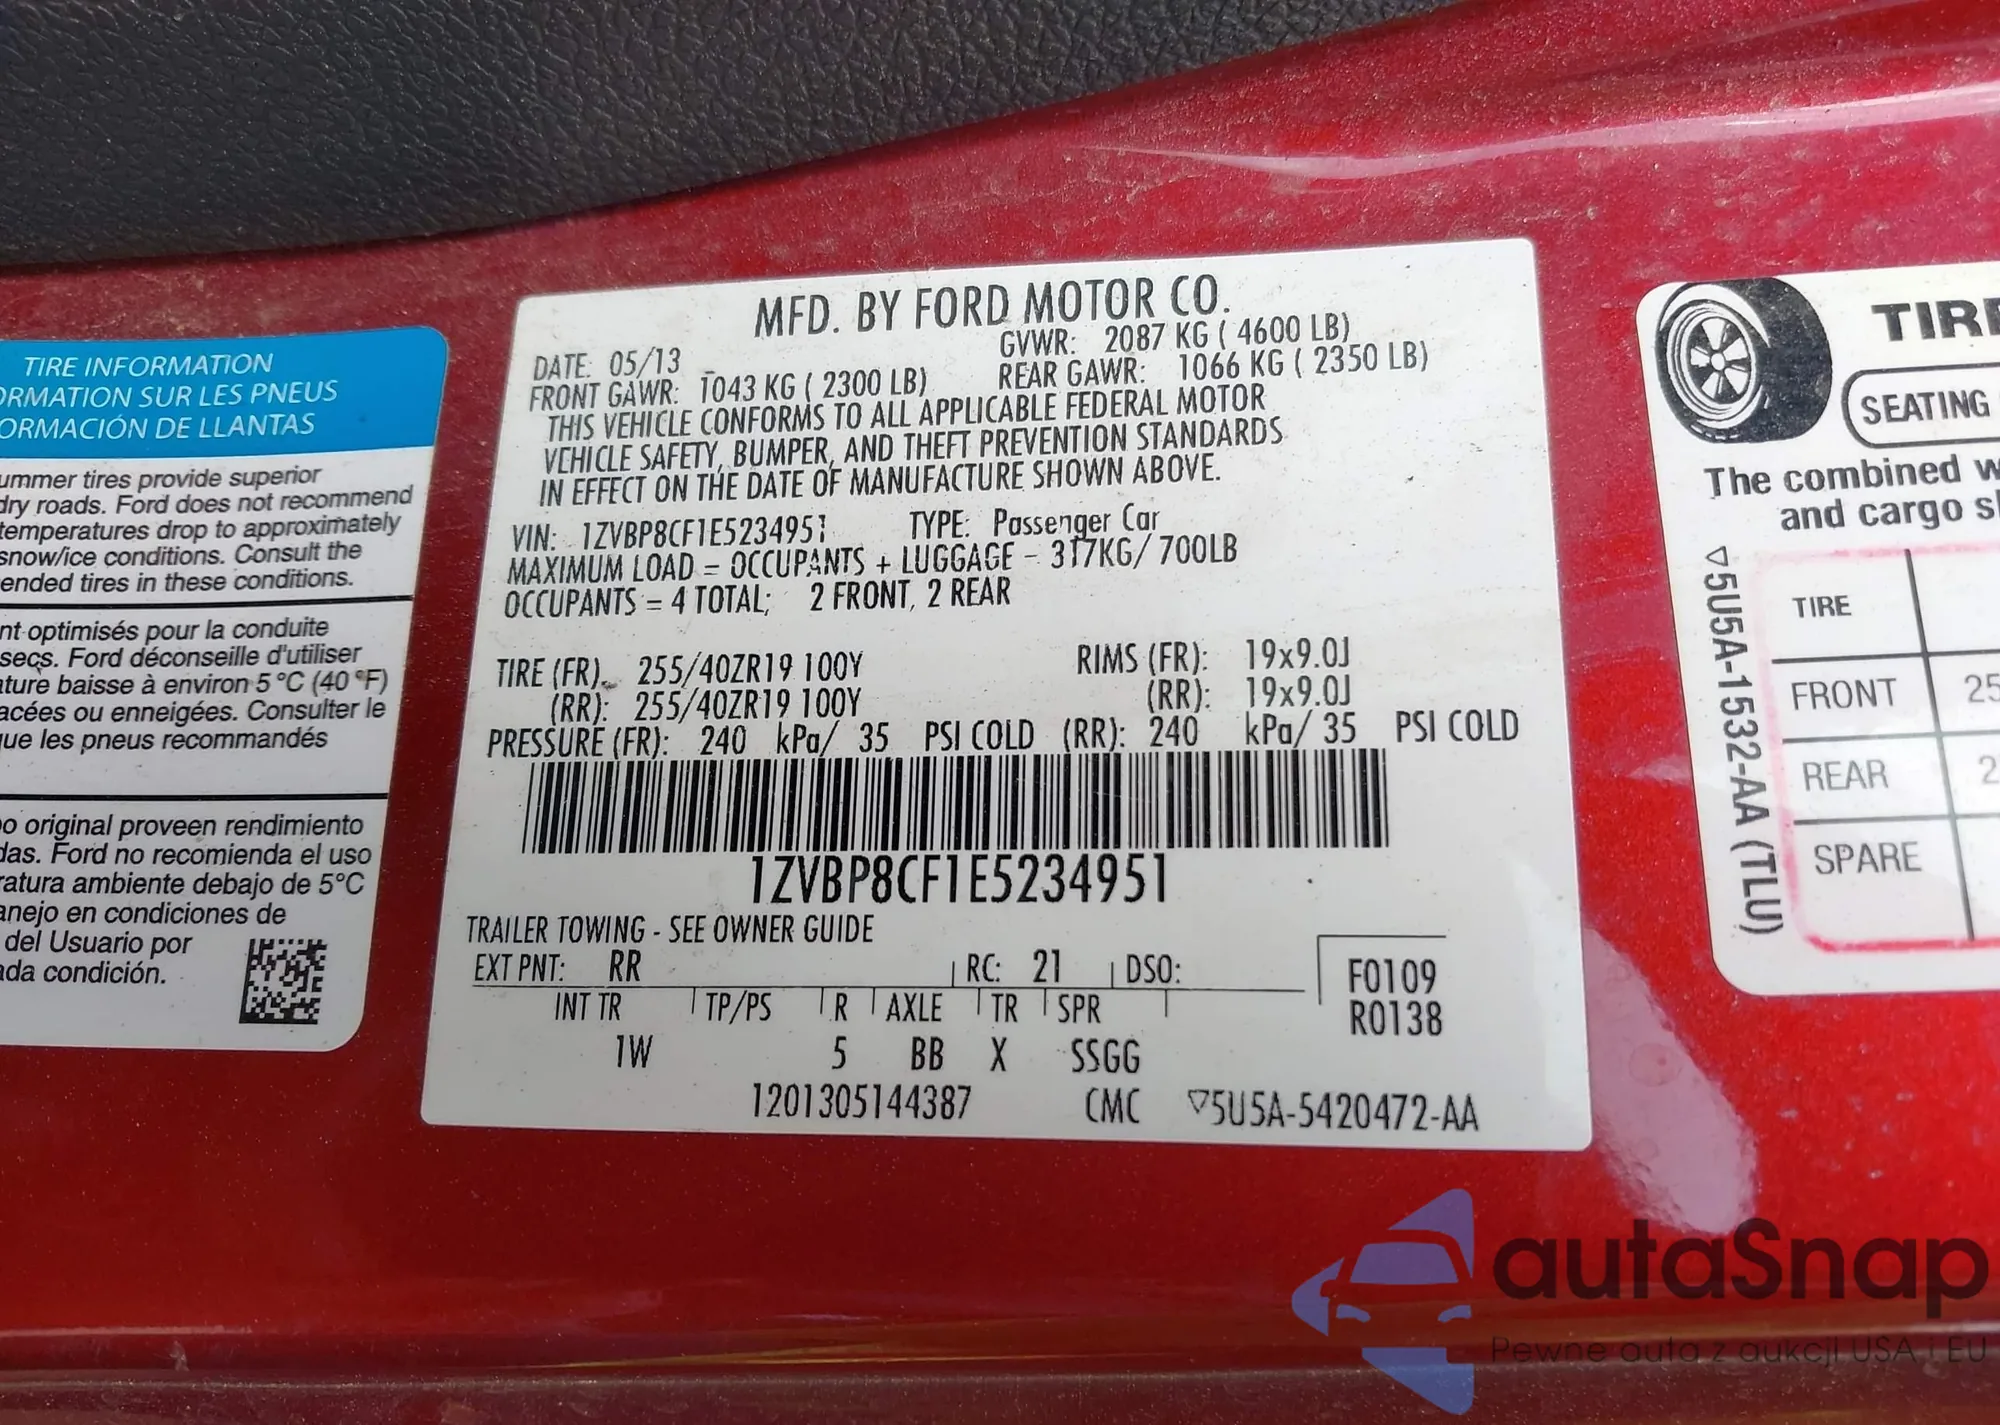 TIRE INFORMATION
ORMATION SUR LES PNEUS
ORMACIÓN DE LLANTAS
ummer tires provide superior
dry roads. Ford does not recommend
temperatures drop to approximately
snow/ice conditions. Consult the
ended tires in these conditions.
nt optimisés pour la conduite
secs. Ford déconseille d'utiliser
ature baisse à environ 5 °C (40 °F)
acées ou enneigées. Consulter le
que les pneus recommandés
po original proveen rendimiento
das. Ford no recomienda el uso
ratura ambiente debajo de 5°C
anejo en condiciones de
del Usuario por
ada condición.
MFD. BY FORD MOTOR CO.
DATE: 05/13 GVWR: 2087 KG ( 4600 LB)
FRONT GAWR: 1043 KG ( 2300 LB) REAR GAWR: 1066 KG ( 2350 LB)
THIS VEHICLE CONFORMS TO ALL APPLICABLE FEDERAL MOTOR
VEHICLE SAFETY, BUMPER, AND THEFT PREVENTION STANDARDS
IN EFFECT ON THE DATE OF MANUFACTURE SHOWN ABOVE.
VIN: 1ZVBP8CF1E5234951 TYPE: Passenger Car
MAXIMUM LOAD = OCCUPANTS + LUGGAGE - 317KG/ 700LB
OCCUPANTS = 4 TOTAL; 2 FRONT, 2 REAR
TIRE (FR): 255/40ZR19 100Y RIMS (FR): 19x9.0J
(RR): 255/40ZR19 100Y (RR): 19x9.0J
PRESSURE (FR): 240 kPa/ 35 PSI COLD (RR): 240 kPa/ 35 PSI COLD
1ZVBP8CF1E5234951
TRAILER TOWING - SEE OWNER GUIDE
EXT PNT: RR RC: 21 DSO:
INT TR TP/PS R AXLE TR SPR
1W 5 BB X SSGG
F0109
R0138
1201305144387 CMC ▽5U5A-5420472-AA
TIRE
SEATING
The combined w
and cargo s
▽5U5A-1532-AA (TLU)
TIRE
FRONT 25
REAR 2
SPARE
autaSnap
Pewne auta z aukcji USA i EU